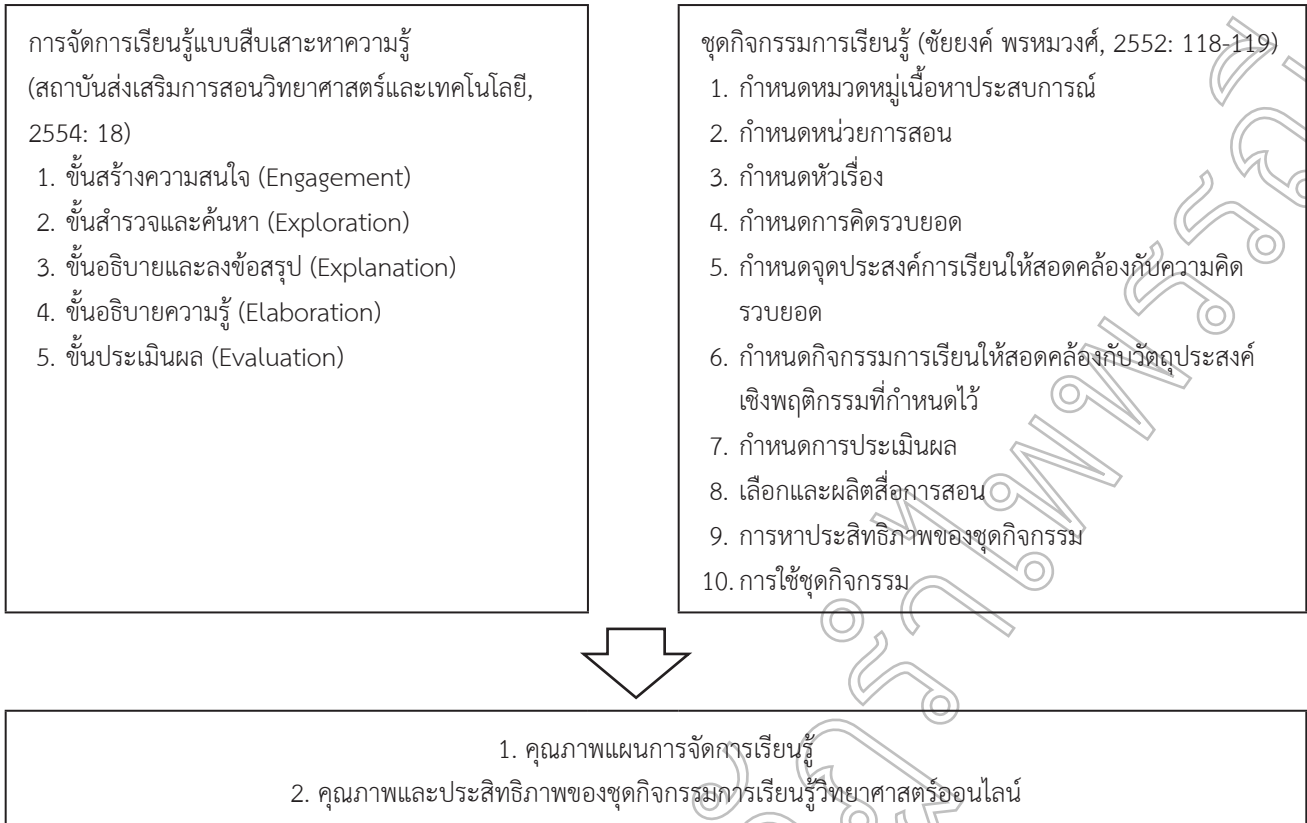 การจัดการเรียนรู้แบบสืบเสาะหาความรู้
(สถาบันส่งเสริมการสอนวิทยาศาสตร์และเทคโนโลยี,
2554: 18)
1. ขั้นสร้างความสนใจ (Engagement)
2. ขั้นสำรวจและค้นหา (Exploration)
3. ขั้นอธิบายและลงข้อสรุป (Explanation)
4. ขั้นอธิบายความรู้ (Elaboration)
5. ขั้นประเมินผล (Evaluation)
ชุดกิจกรรมการเรียนรู้ (ชัยยงค์ พรหมวงศ์, 2552: 118-119)
1. กำหนดหมวดหมู่เนื้อหาประสบการณ์
2. กำหนดหน่วยการสอน
3. กำหนดหัวเรื่อง
4. กำหนดการคิดรวบยอด
5. กำหนดจุดประสงค์การเรียนให้สอดคล้องกับความคิด
รวบยอด
6. กำหนดกิจกรรมการเรียนให้สอดคล้องกับวัตถุประสงค์
เชิงพฤติกรรมที่กำหนดไว้
7. กำหนดการประเมินผล
8. เลือกและผลิตสื่อการสอน
9. การหาประสิทธิภาพของชุดกิจกรรม
10. การใช้ชุดกิจกรรม
1. คุณภาพแผนการจัดการเรียนรู้
2. คุณภาพและประสิทธิภาพของชุดกิจกรรมการเรียนรู้วิทยาศาสตร์ออนไลน์